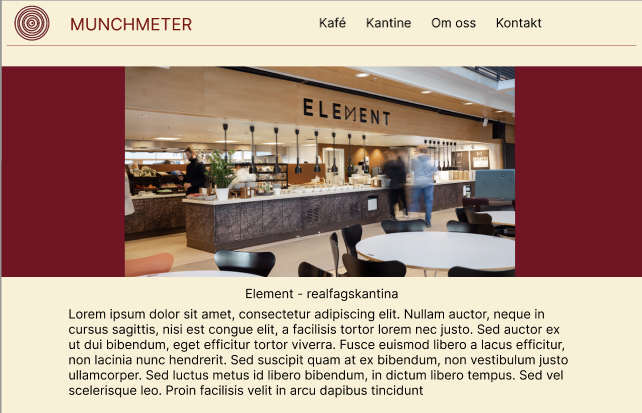 MUNCHMETER
Kafé Kantine Om oss Kontakt
ELEMENT
Element - realfagskantina
Lorem ipsum dolor sit amet, consectetur adipiscing elit. Nullam auctor, neque in
cursus sagittis, nisi est congue elit, a facilisis tortor lorem nec justo. Sed auctor ex
ut dui bibendum, eget efficitur tortor viverra. Fusce euismod libero a lacus efficitur,
non lacinia nunc hendrerit. Sed suscipit quam at ex bibendum, non vestibulum justo
ullamcorper. Sed luctus metus id libero bibendum, in dictum libero tempus. Sed vel
scelerisque leo. Proin facilisis velit in arcu dapibus tincidunt